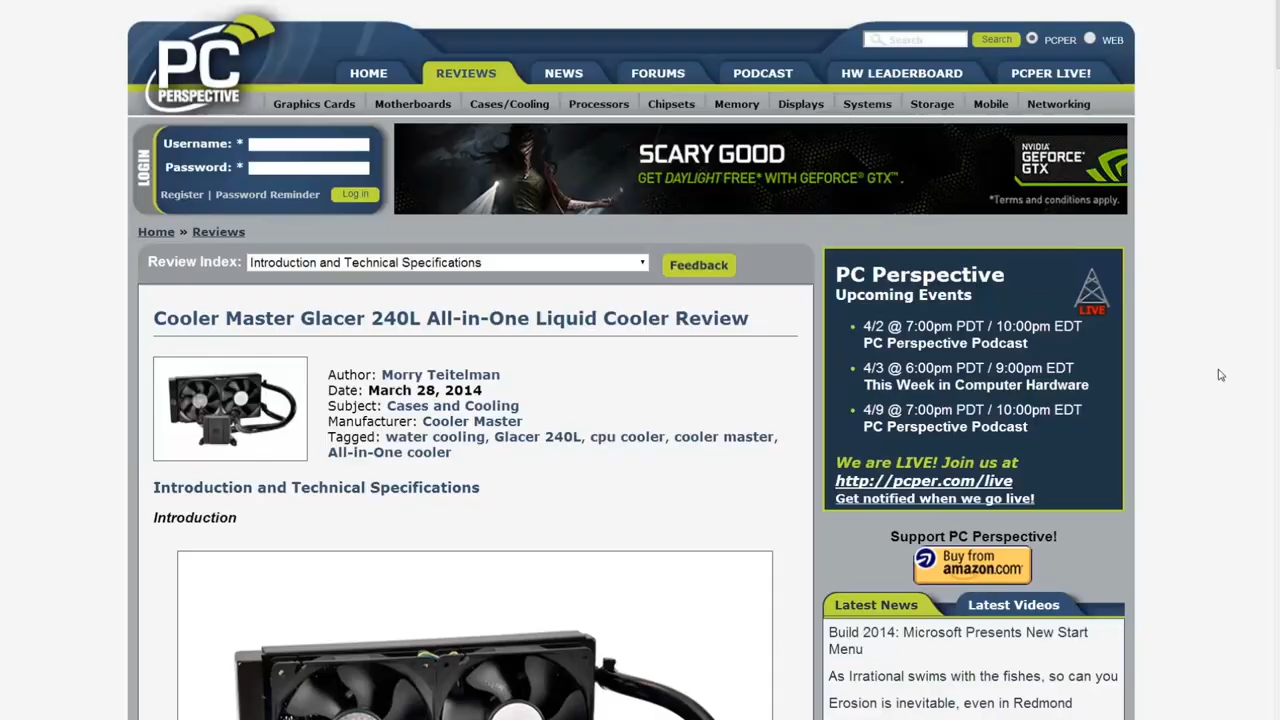 PC
PERSPECTIVE
Search
Search
PCPER
WEB
HOME
REVIEWS
NEWS
FORUMS
PODCAST
HW LEADERBOARD
PCPER LIVE!
Graphics Cards
Motherboards
Cases/Cooling
Processors
Chipsets
Memory
Displays
Systems
Storage
Mobile
Networking
LOGIN
Username: *
Password: *
Register | Password Reminder
Log in
SCARY GOOD
GET DAYLIGHT FREE* WITH GEFORCE® GTX™.
NVIDIA
GEFORCE®
GTX
*Terms and conditions apply.
Home » Reviews
Review Index:
Introduction and Technical Specifications
Feedback
Cooler Master Glacer 240L All-in-One Liquid Cooler Review
Author: Morry Teitelman
Date: March 28, 2014
Subject: Cases and Cooling
Manufacturer: Cooler Master
Tagged: water cooling, Glacer 240L, cpu cooler, cooler master,
All-in-One cooler
Introduction and Technical Specifications
Introduction
PC Perspective
Upcoming Events
LIVE
• 4/2 @ 7:00pm PDT / 10:00pm EDT
PC Perspective Podcast
• 4/3 @ 6:00pm PDT / 9:00pm EDT
This Week in Computer Hardware
• 4/9 @ 7:00pm PDT / 10:00pm EDT
PC Perspective Podcast
We are LIVE! Join us at
http://pcper.com/live
Get notified when we go live!
Support PC Perspective!
Buy from
amazon.com
Latest News
Latest Videos
Build 2014: Microsoft Presents New Start
Menu
As Irrational swims with the fishes, so can you
Erosion is inevitable, even in Redmond